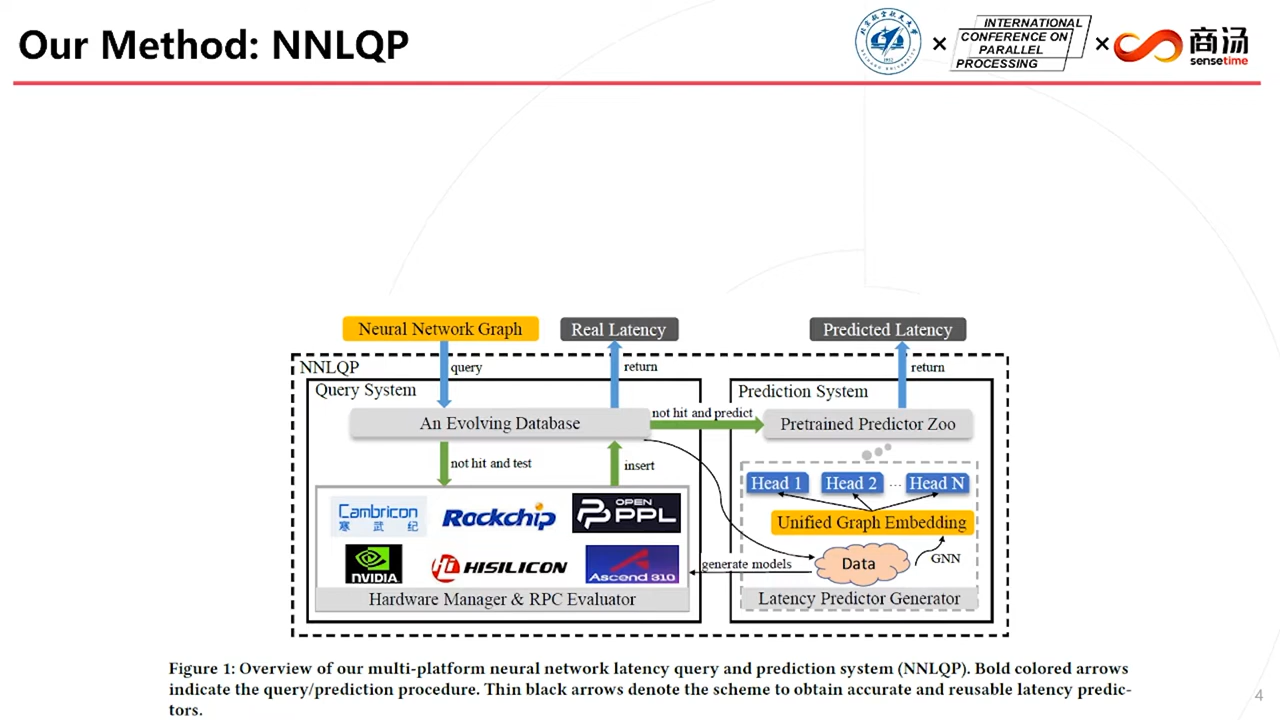 Our Method: NNLQP
×
INTERNATIONAL
CONFERENCE ON
PARALLEL
PROCESSING
×
商汤
sensetime
Neural Network Graph
Real Latency
Predicted Latency
NNLQP
query
return
return
Query System
Prediction System
An Evolving Database
not hit and predict
Pretrained Predictor Zoo
not hit and test
insert
Head 1
Head 2
...
Head N
Cambricon
寒武纪
Rockchip
OPEN
PPL
Unified Graph Embedding
NVIDIA
HISILICON
Ascend 310
generate models
Data
GNN
Hardware Manager & RPC Evaluator
Latency Predictor Generator
Figure 1: Overview of our multi-platform neural network latency query and prediction system (NNLQP). Bold colored arrows
indicate the query/prediction procedure. Thin black arrows denote the scheme to obtain accurate and reusable latency predic-
tors.
4